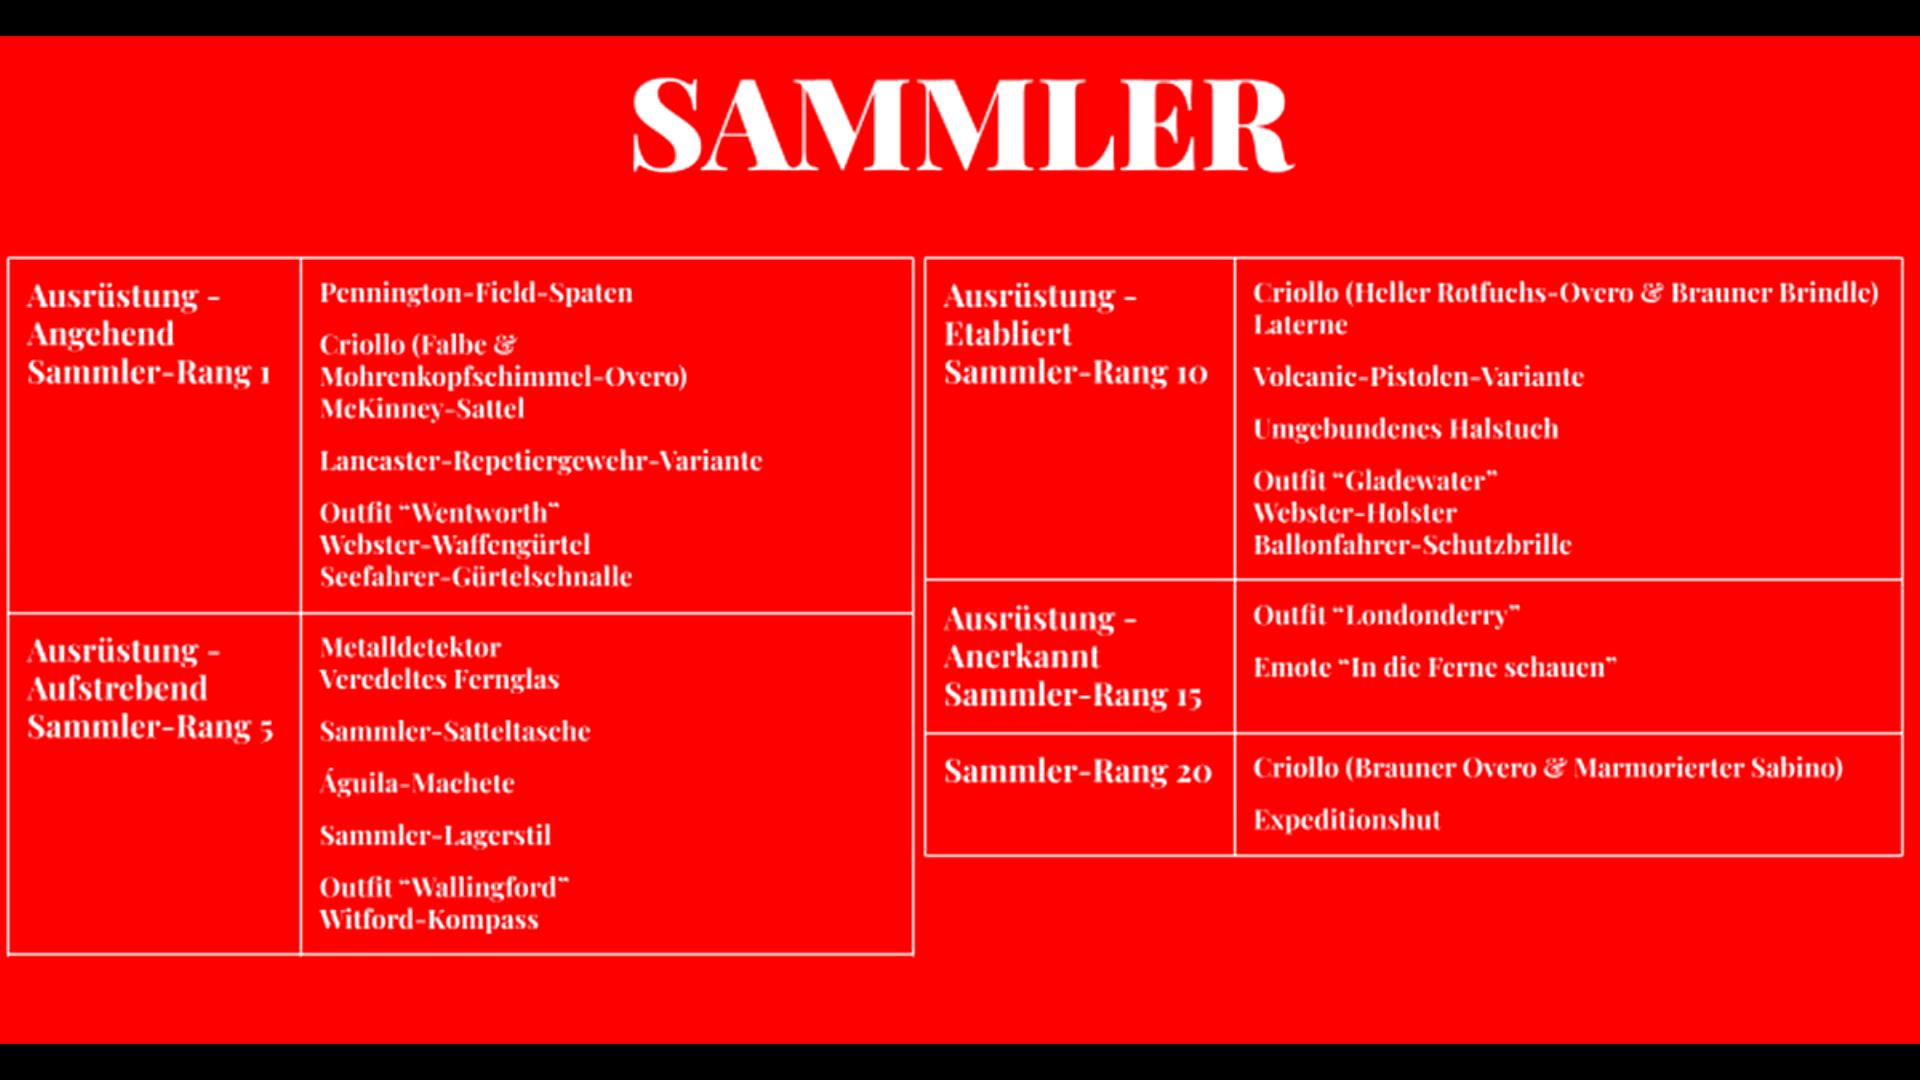 SAMMLER
Ausrüstung -
Angehend
Sammler-Rang 1
Pennington-Field-Spaten
Criollo (Falbe &
Mohrenkopfschimmel-Overo)
McKinney-Sattel
Lancaster-Repetiergewehr-Variante
Outfit “Wentworth”
Webster-Waffengürtel
Seefahrer-Gürtelschnalle
Ausrüstung -
Aufstrebend
Sammler-Rang 5
Metalldetektor
Veredeltes Fernglas
Sammler-Satteltasche
Águila-Machete
Sammler-Lagerstil
Outfit “Wallingford”
Witford-Kompass
Ausrüstung -
Etabliert
Sammler-Rang 10
Criollo (Heller Rotfuchs-Overo & Brauner Brindle)
Laterne
Volcanic-Pistolen-Variante
Umgebundenes Halstuch
Outfit “Gladewater”
Webster-Holster
Ballonfahrer-Schutzbrille
Ausrüstung -
Anerkannt
Sammler-Rang 15
Outfit “Londonderry”
Emote “In die Ferne schauen”
Sammler-Rang 20
Criollo (Brauner Overo & Marmorierter Sabino)
Expeditionshut